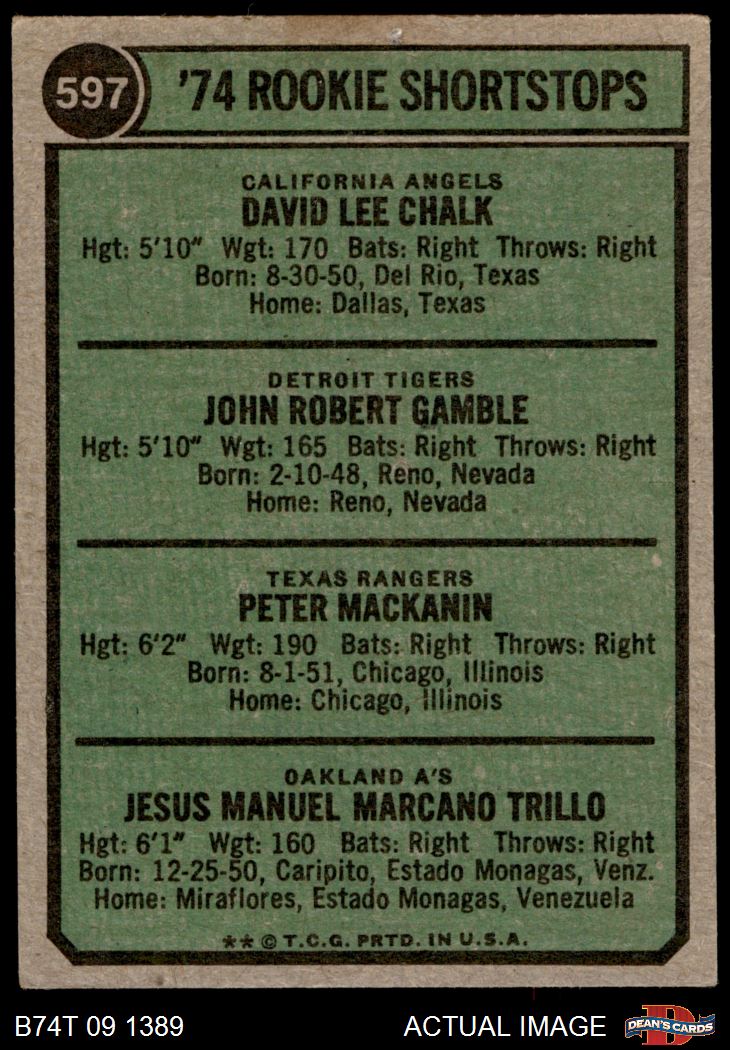 597
'74 ROOKIE SHORTSTOPS
CALIFORNIA ANGELS
DAVID LEE CHALK
Hgt: 5'10" Wgt: 170 Bats: Right Throws: Right
Born: 8-30-50, Del Rio, Texas
Home: Dallas, Texas
DETROIT TIGERS
JOHN ROBERT GAMBLE
Hgt: 5'10" Wgt: 165 Bats: Right Throws: Right
Born: 2-10-48, Reno, Nevada
Home: Reno, Nevada
TEXAS RANGERS
PETER MACKANIN
Hgt: 6'2" Wgt: 190 Bats: Right Throws: Right
Born: 8-1-51, Chicago, Illinois
Home: Chicago, Illinois
OAKLAND A'S
JESUS MANUEL MARCANO TRILLO
Hgt: 6'1" Wgt: 160 Bats: Right Throws: Right
Born: 12-25-50, Caripito, Estado Monagas, Venz.
Home: Miraflores, Estado Monagas, Venezuela
** © T.C.G. PRTD. IN U.S.A.
B74T 09 1389
ACTUAL IMAGE
D
DEAN'S CARDS